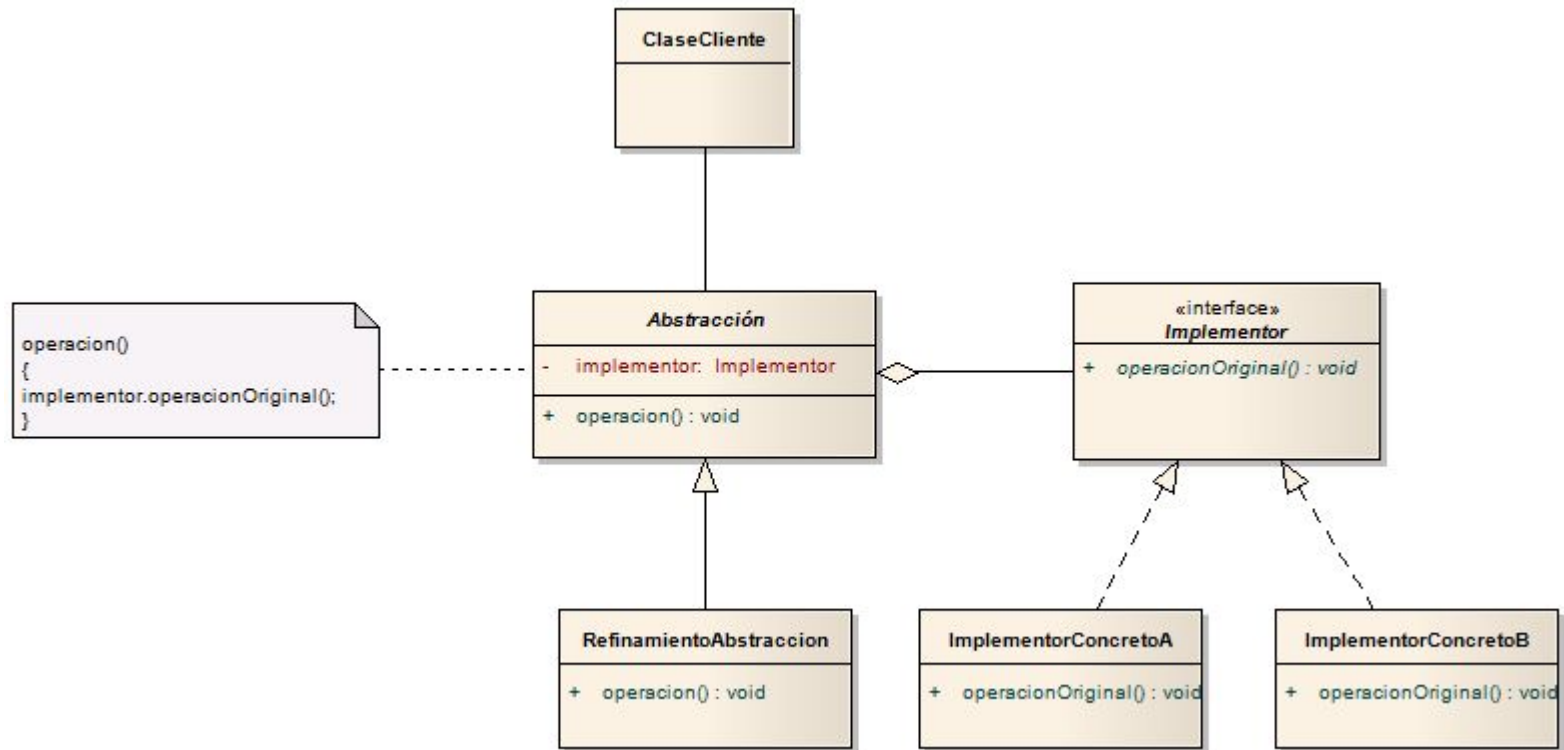 ClaseCliente
operacion()
{
implementor.operacionOriginal();
}
Abstracción
- implementor: Implementor
+ operacion() : void
«interface»
Implementor
+ operacionOriginal() : void
RefinamientoAbstraccion
+ operacion() : void
ImplementorConcretoA
+ operacionOriginal() : void
ImplementorConcretoB
+ operacionOriginal() : void